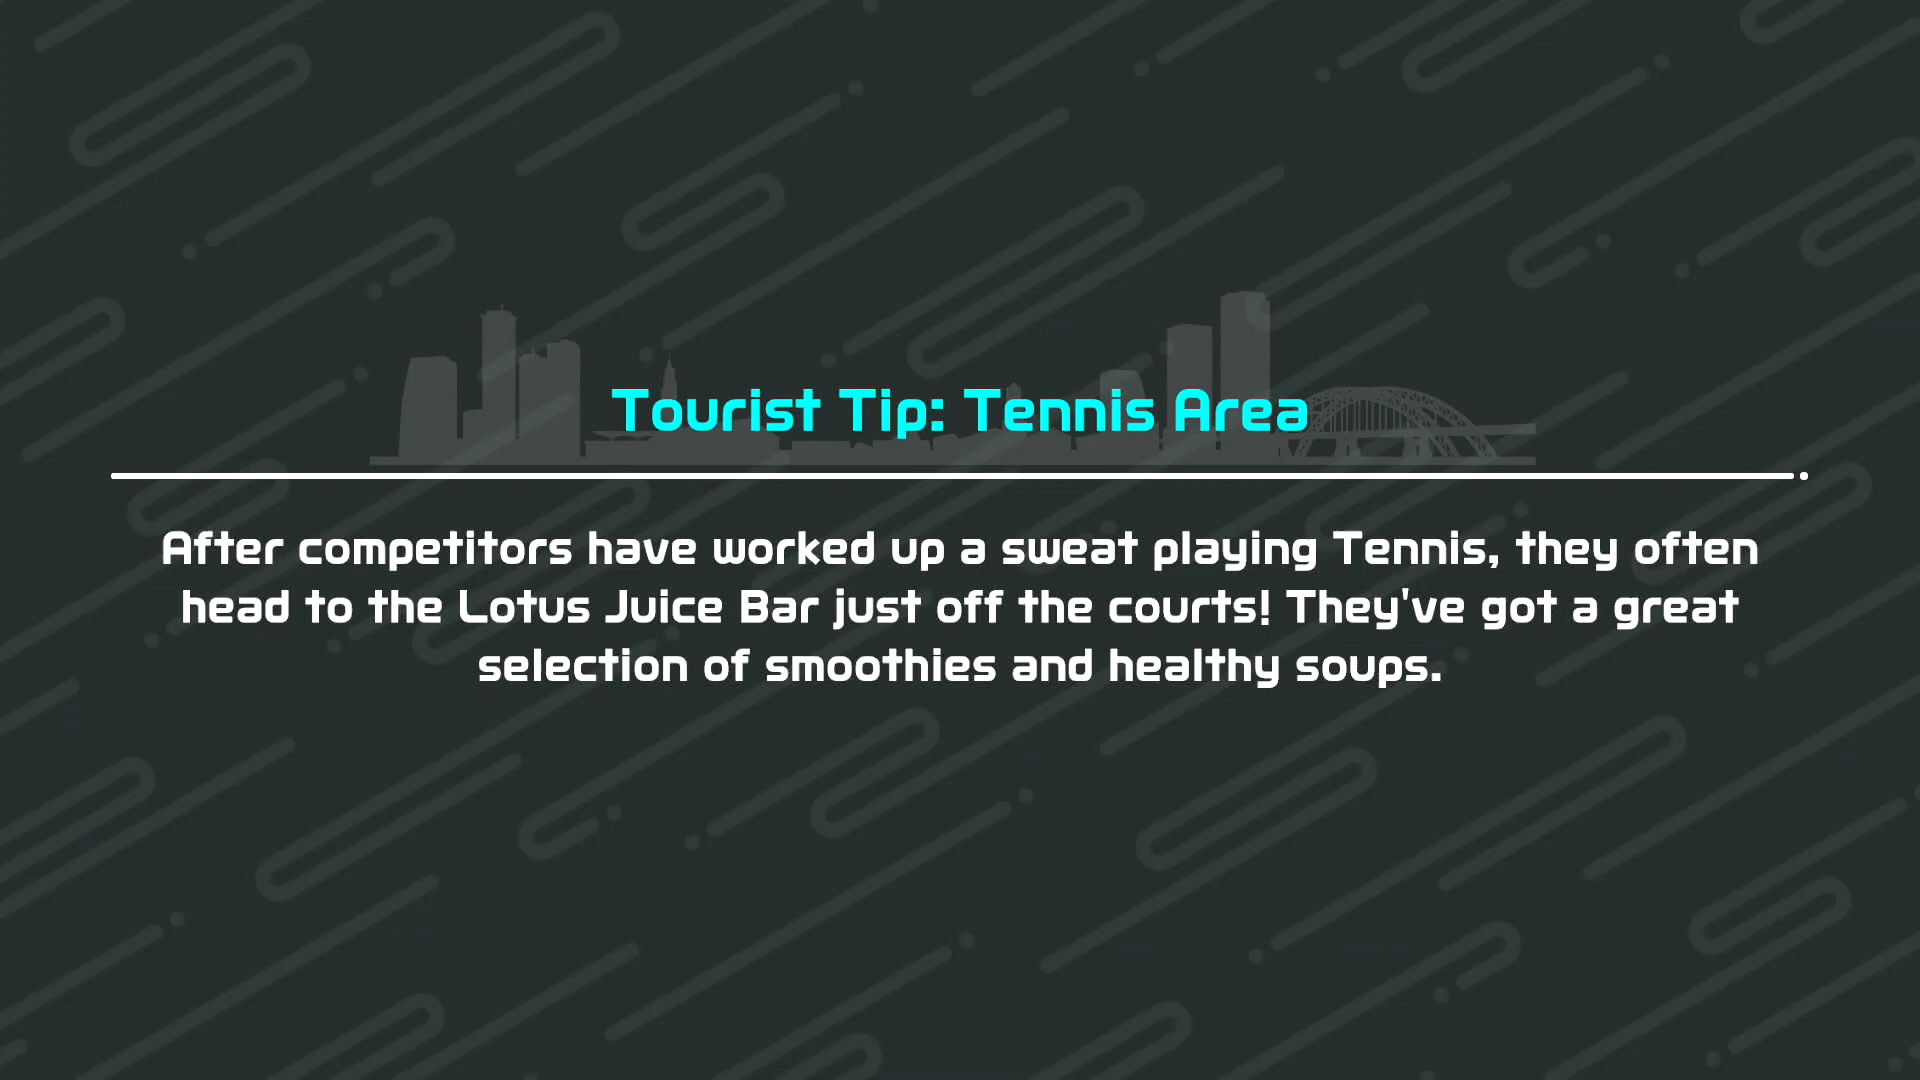 Tourist Tip: Tennis Area
After competitors have worked up a sweat playing Tennis, they often
head to the Lotus Juice Bar just off the courts! They've got a great
selection of smoothies and healthy soups.